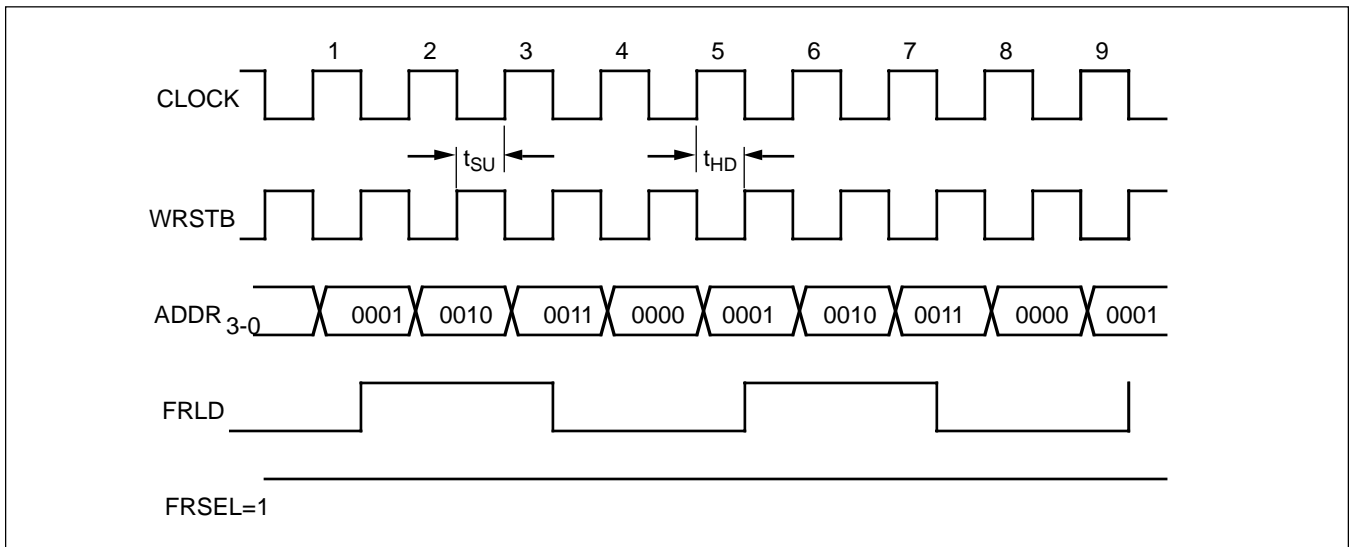 1 2 3 4 5 6 7 8 9
CLOCK
tSU tHD
WRSTB
ADDR3-0 0001 0010 0011 0000 0001 0010 0011 0000 0001
FRLD
FRSEL=1